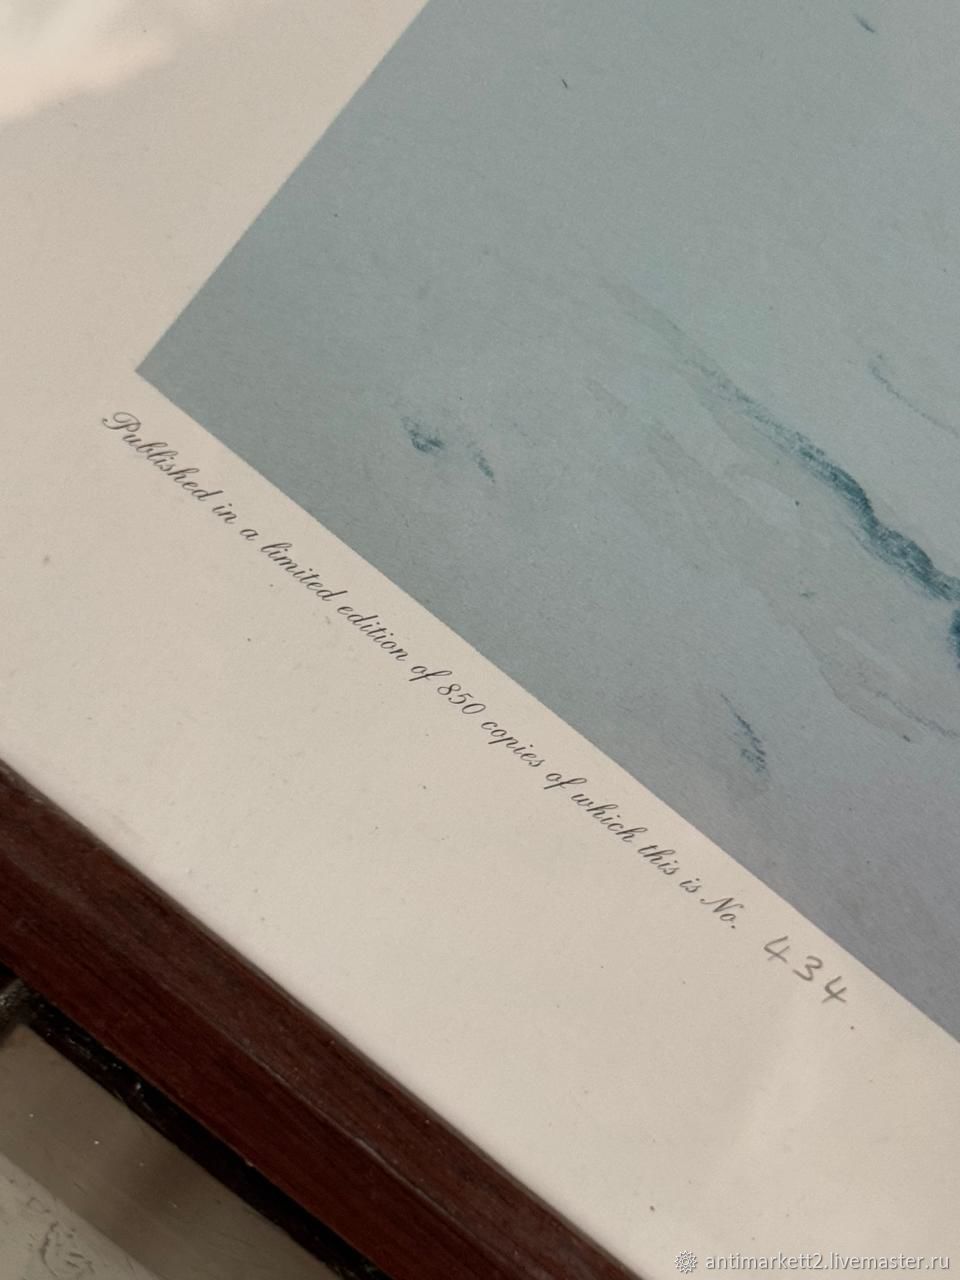 Published in a limited edition of 850 copies of which this is No. 434
antimarkett2.livemaster.ru